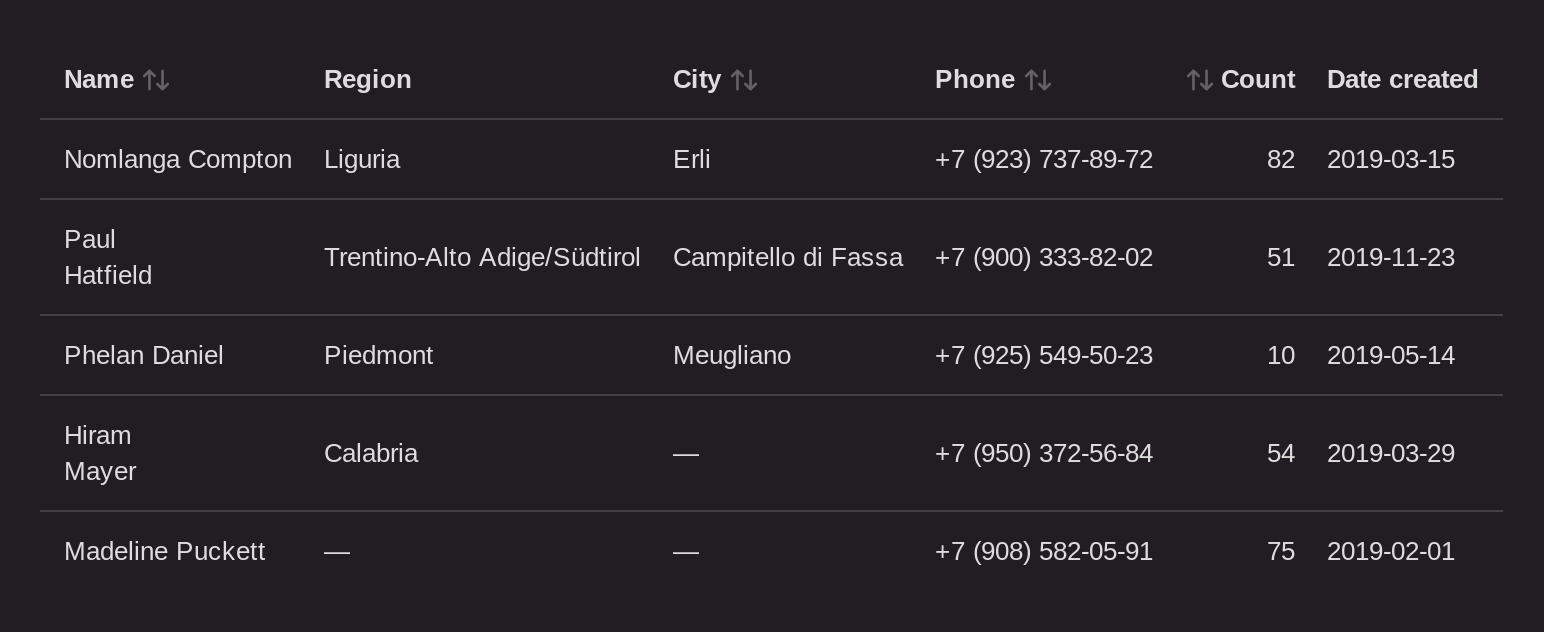 Name Region City Phone Count Date created
Nomlanga Compton Liguria Erli +7 (923) 737-89-72 82 2019-03-15
Paul
Hatfield Trentino-Alto Adige/Südtirol Campitello di Fassa +7 (900) 333-82-02 51 2019-11-23
Phelan Daniel Piedmont Meugliano +7 (925) 549-50-23 10 2019-05-14
Hiram
Mayer Calabria — +7 (950) 372-56-84 54 2019-03-29
Madeline Puckett — — +7 (908) 582-05-91 75 2019-02-01